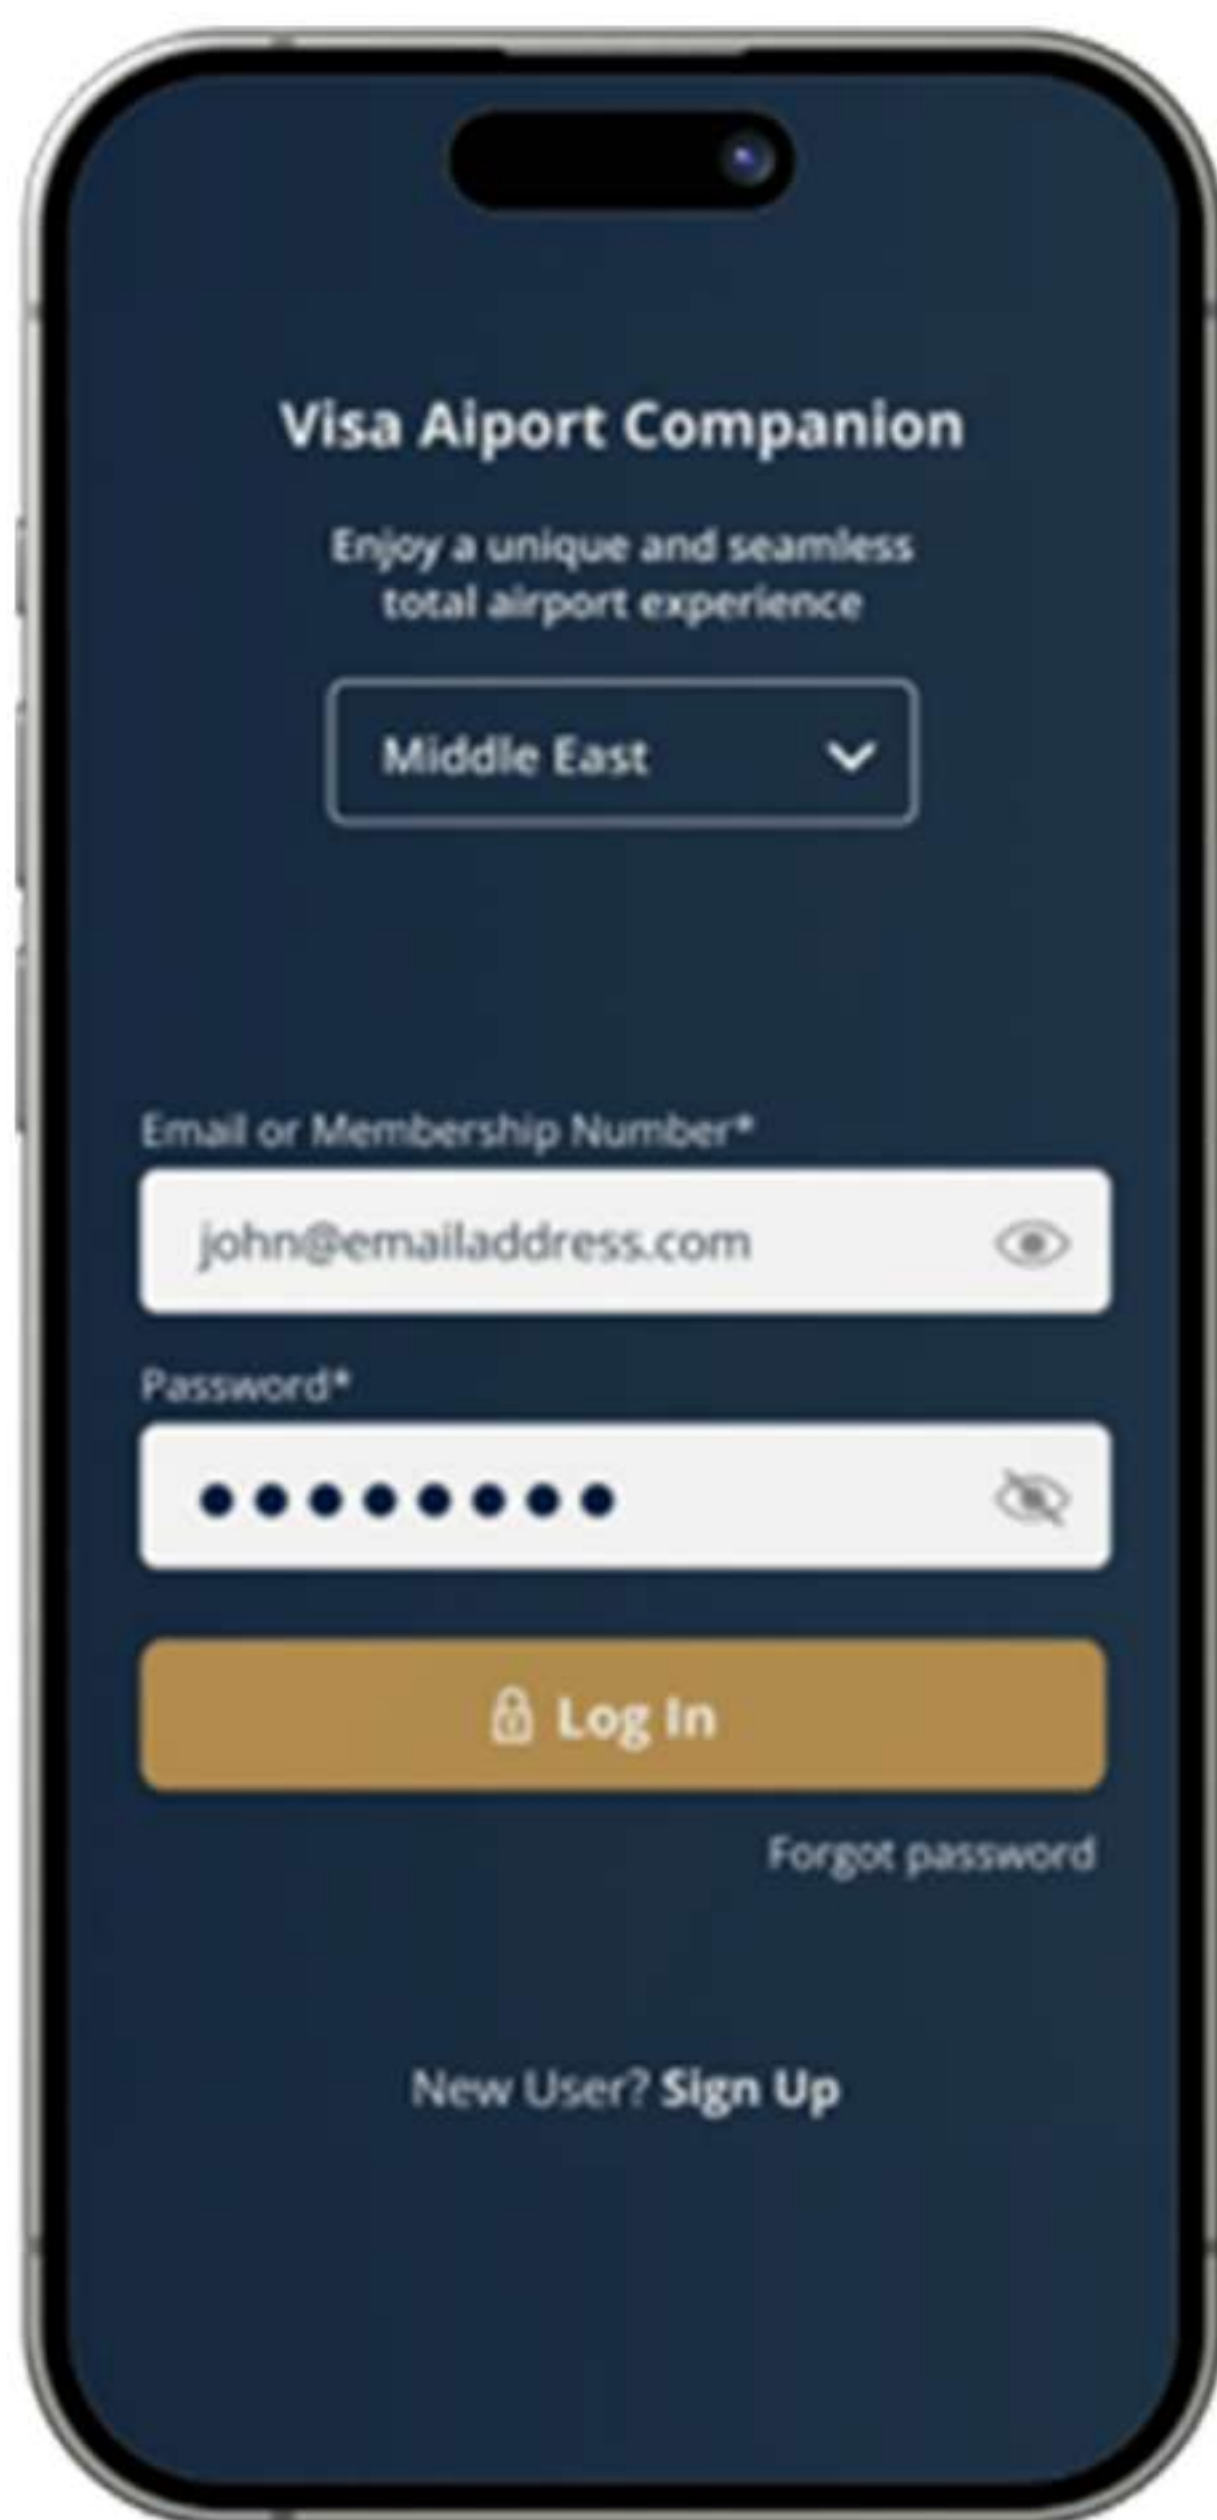 Visa Aiport Companion
Enjoy a unique and seamless
total airport experience
Middle East
Email or Membership Number*
john@emailaddress.com
Password*
Log In
Forgot password
New User? Sign Up